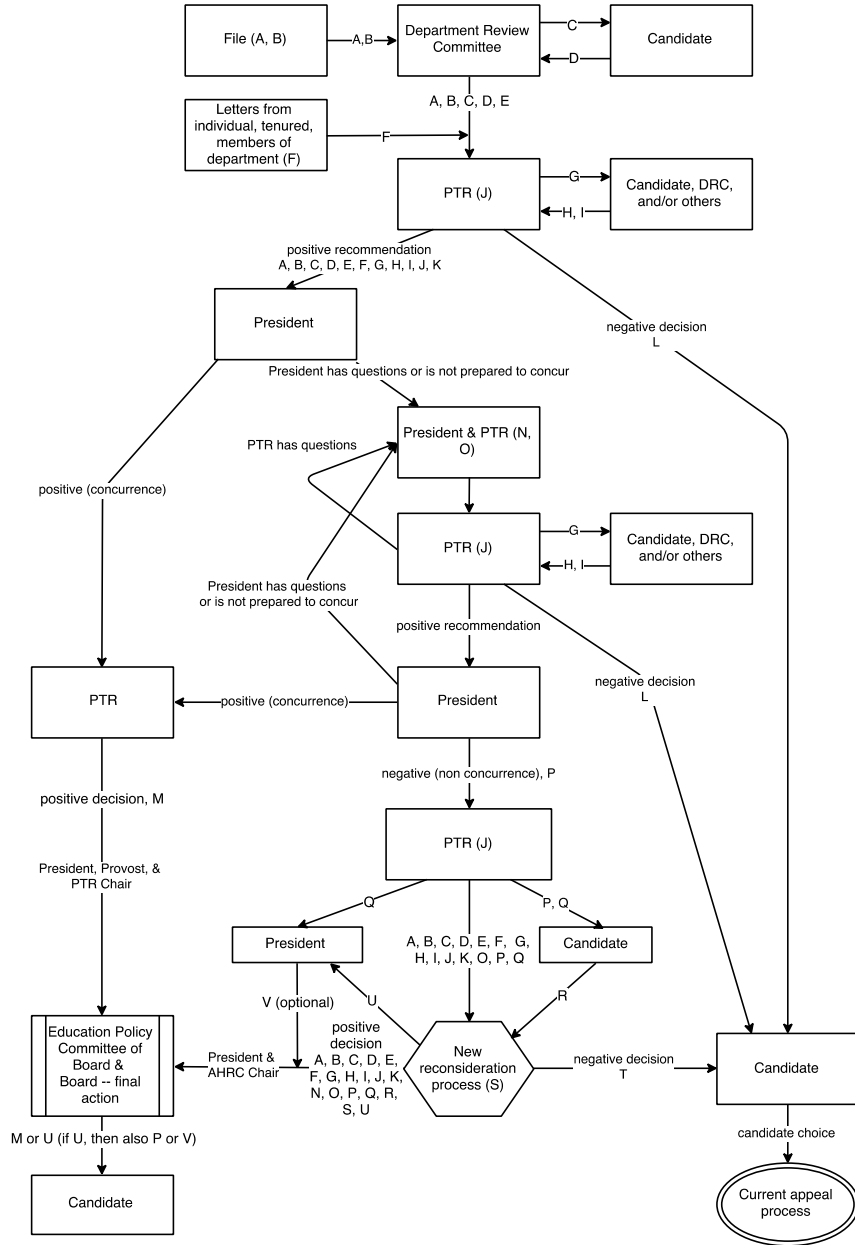 File (A, B)
A,B
Department Review
Committee
C
D
Candidate
A, B, C, D, E
Letters from
individual, tenured,
members of
department (F)
F
PTR (J)
G
H, I
Candidate, DRC,
and/or others
positive recommendation
A, B, C, D, E, F, G, H, I, J, K
negative decision
L
President
President has questions or is not prepared to concur
President & PTR (N,
O)
PTR has questions
positive (concurrence)
PTR (J)
G
H, I
Candidate, DRC,
and/or others
President has questions
or is not prepared to concur
positive recommendation
negative decision
L
PTR
positive (concurrence)
President
negative (non concurrence), P
positive decision, M
PTR (J)
President, Provost, &
PTR Chair
Q
P, Q
President
A, B, C, D, E, F, G,
H, I, J, K, O, P, Q
Candidate
V (optional)
U
R
Education Policy
Committee of
Board &
Board -- final
action
President &
AHRC Chair
positive
decision
A, B, C, D, E,
F, G, H, I, J, K,
N, O, P, Q, R,
S, U
New
reconsideration
process (S)
negative decision
T
Candidate
M or U (if U, then also P or V)
candidate choice
Candidate
Current appeal
process